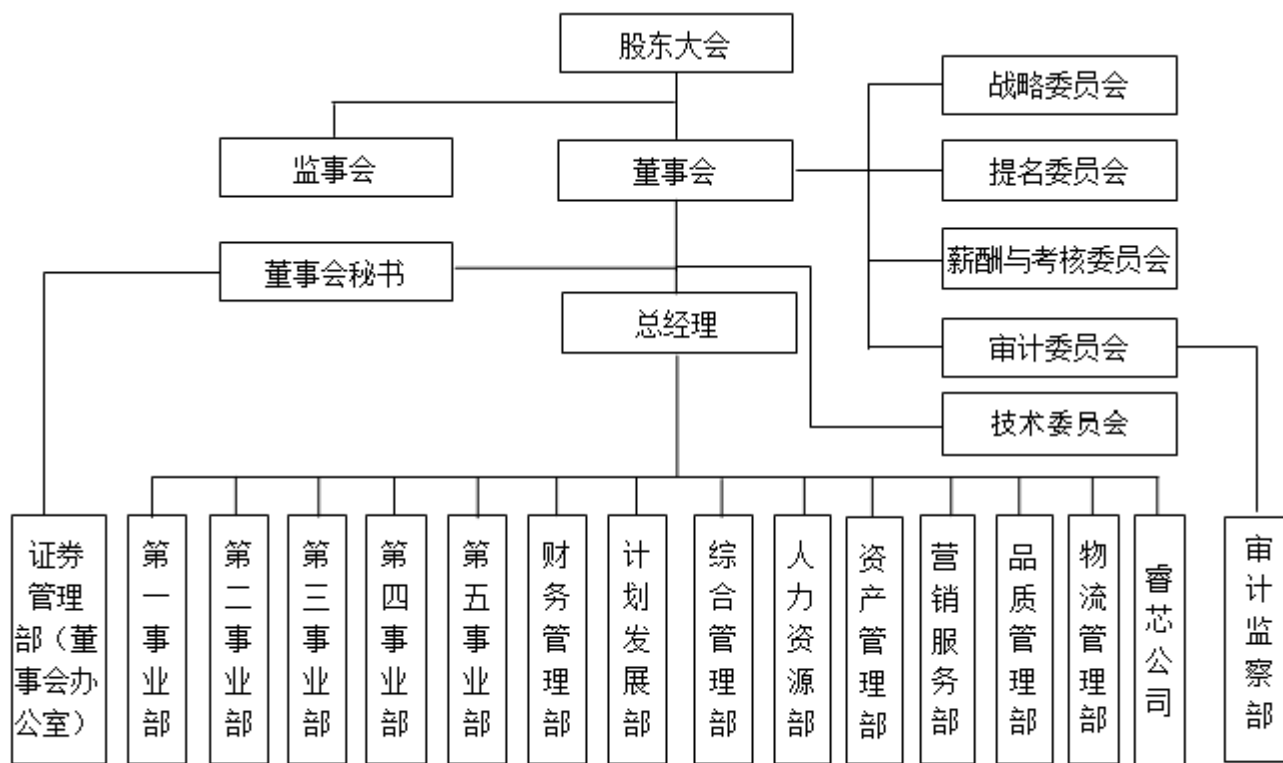 股东大会
战略委员会
监事会
董事会
提名委员会
董事会秘书
薪酬与考核委员会
总经理
审计委员会
技术委员会
证券
管理
部（董
事会办
公室）
第一事业部
第二事业部
第三事业部
第四事业部
第五事业部
财务管理部
计划发展部
综合管理部
人力资源部
资产管理部
营销服务部
品质管理部
物流管理部
睿芯公司
审计监察部